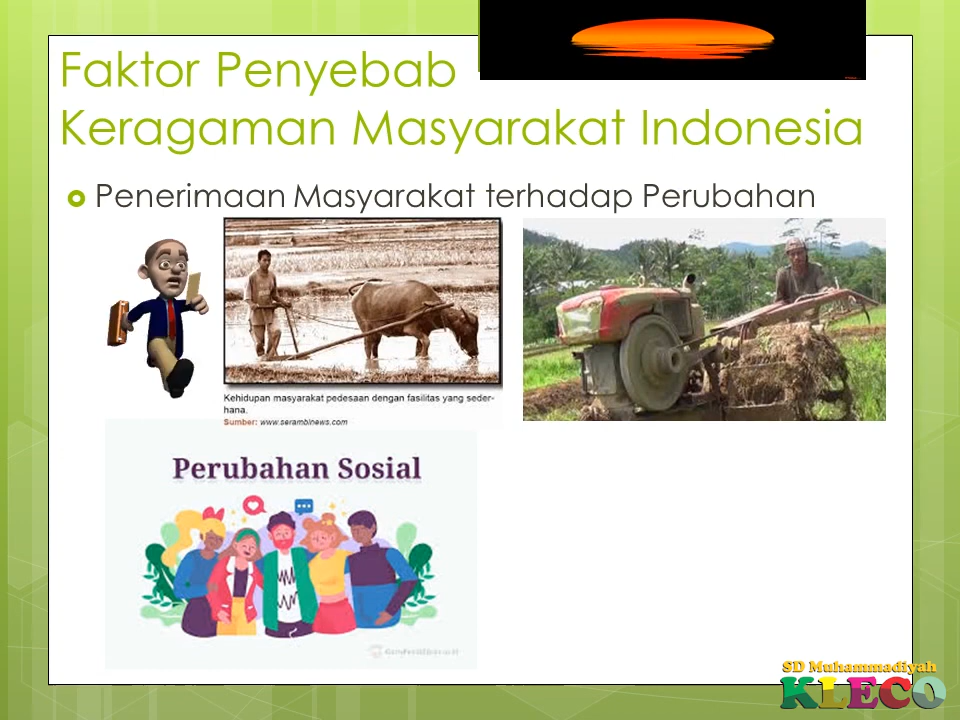 Faktor Penyebab
Keragaman Masyarakat Indonesia
Penerimaan Masyarakat terhadap Perubahan
Kehidupan masyarakat pedesaan dengan fasilitas yang seder-
hana.
Sumber: www.serambinews.com
Perubahan Sosial
SD Muhammadiyah
KLECO